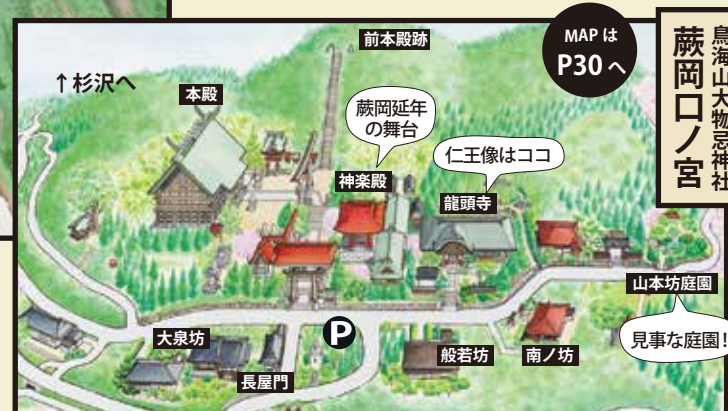 鳥海山大物忌神社
蕨岡口ノ宮
MAP は
P30 へ
前本殿跡
↑杉沢へ
本殿
蕨岡延年
の舞台
仁王像はココ
神楽殿
龍頭寺
山本坊庭園
見事な庭園!
大泉坊
P
長屋門
般若坊
南ノ坊